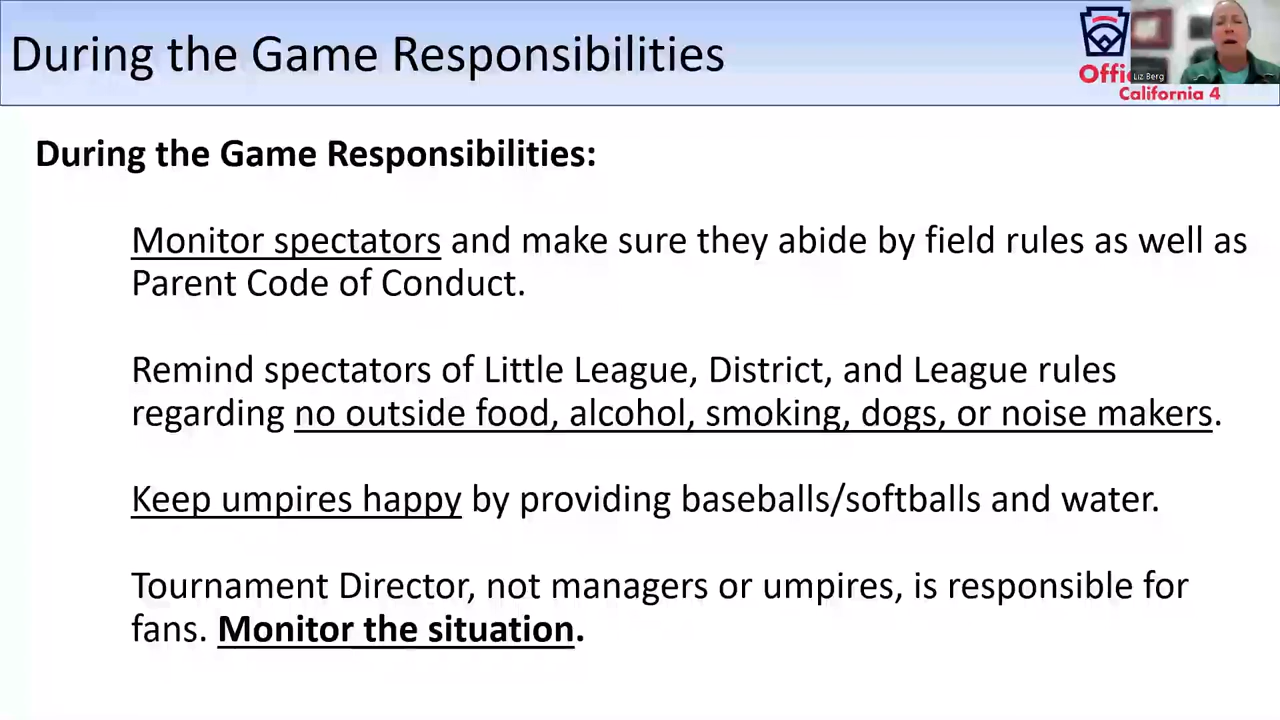 During the Game Responsibilities
Offi
Liz Berg
California 4
During the Game Responsibilities:
Monitor spectators and make sure they abide by field rules as well as
Parent Code of Conduct.
Remind spectators of Little League, District, and League rules
regarding no outside food, alcohol, smoking, dogs, or noise makers.
Keep umpires happy by providing baseballs/softballs and water.
Tournament Director, not managers or umpires, is responsible for
fans. Monitor the situation.